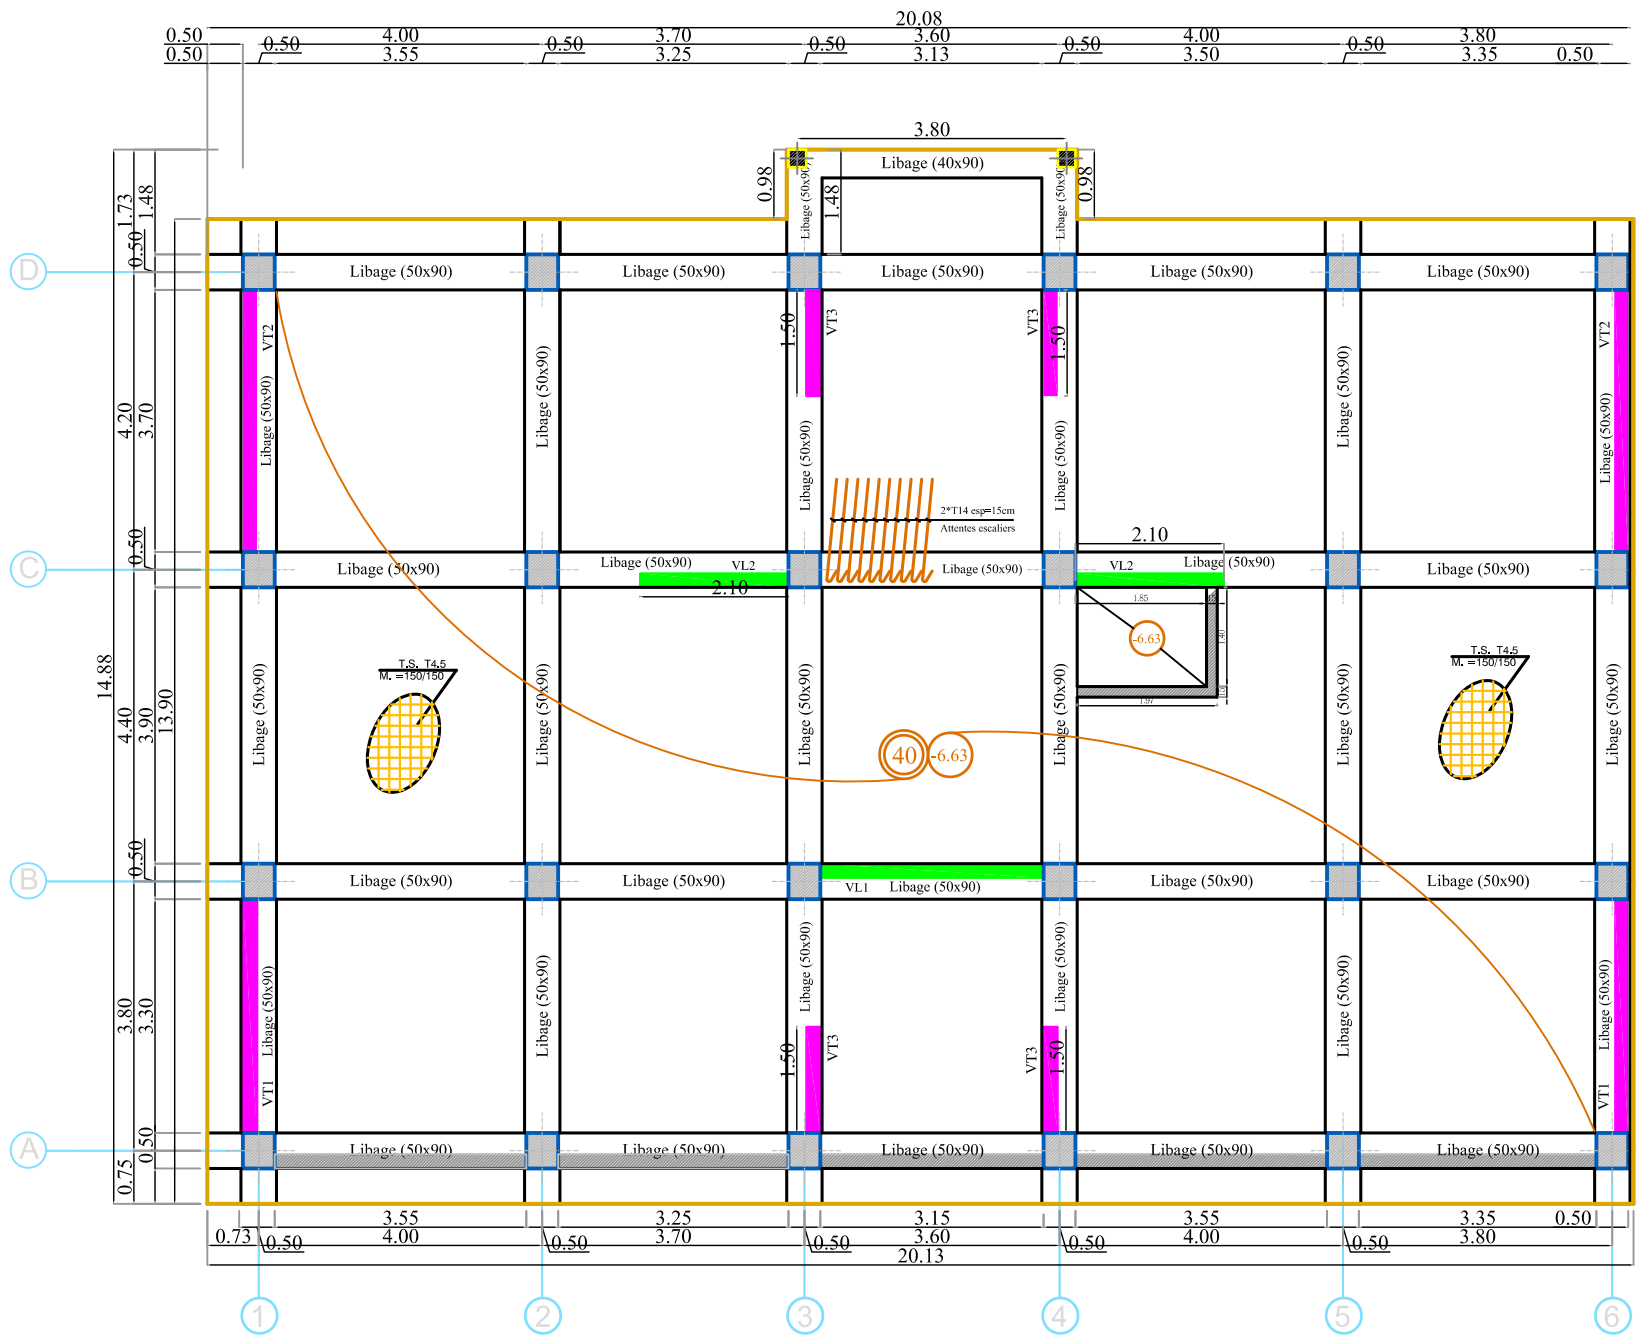 20.08
0.50 4.00 3.70 3.60 4.00 3.80
0.50 0.50 0.50 0.50 0.50
0.50 3.55 3.25 3.13 3.50 3.35 0.50
3.80
0.98 1.48 0.98
Libage (40x90)
Libage (50x90) Libage (50x90)
1.73 1.48
0.50
D Libage (50x90) Libage (50x90) Libage (50x90) Libage (50x90) Libage (50x90)
VT2 1.50 VT3 VT3 1.50 VT2
Libage (50x90) Libage (50x90) Libage (50x90) Libage (50x90) Libage (50x90) Libage (50x90)
4.20 3.70
2*T14 esp=15cm
Attentes escaliers
2.10
0.50
C Libage (50x90) Libage (50x90) VL2 Libage (50x90) VL2 Libage (50x90) Libage (50x90)
2.10
1.85
1.40
-6.63
1.97
T.S. T4.5
M. =150/150
T.S. T4.5
M. =150/150
14.88 4.40 3.90 13.90
Libage (50x90) Libage (50x90) Libage (50x90) Libage (50x90) Libage (50x90) Libage (50x90)
40 -6.63
0.50
B Libage (50x90) Libage (50x90) VL1 Libage (50x90) Libage (50x90) Libage (50x90)
3.80 3.30
Libage (50x90) Libage (50x90) Libage (50x90) Libage (50x90) Libage (50x90) Libage (50x90)
VT1 1.50 VT3 VT3 1.50 VT1
0.50
A Libage (50x90) Libage (50x90) Libage (50x90) Libage (50x90) Libage (50x90)
0.75
3.55 3.25 3.15 3.55 3.35 0.50
0.73 4.00 3.70 3.60 4.00 3.80
0.50 0.50 0.50 0.50 0.50
20.13
1 2 3 4 5 6